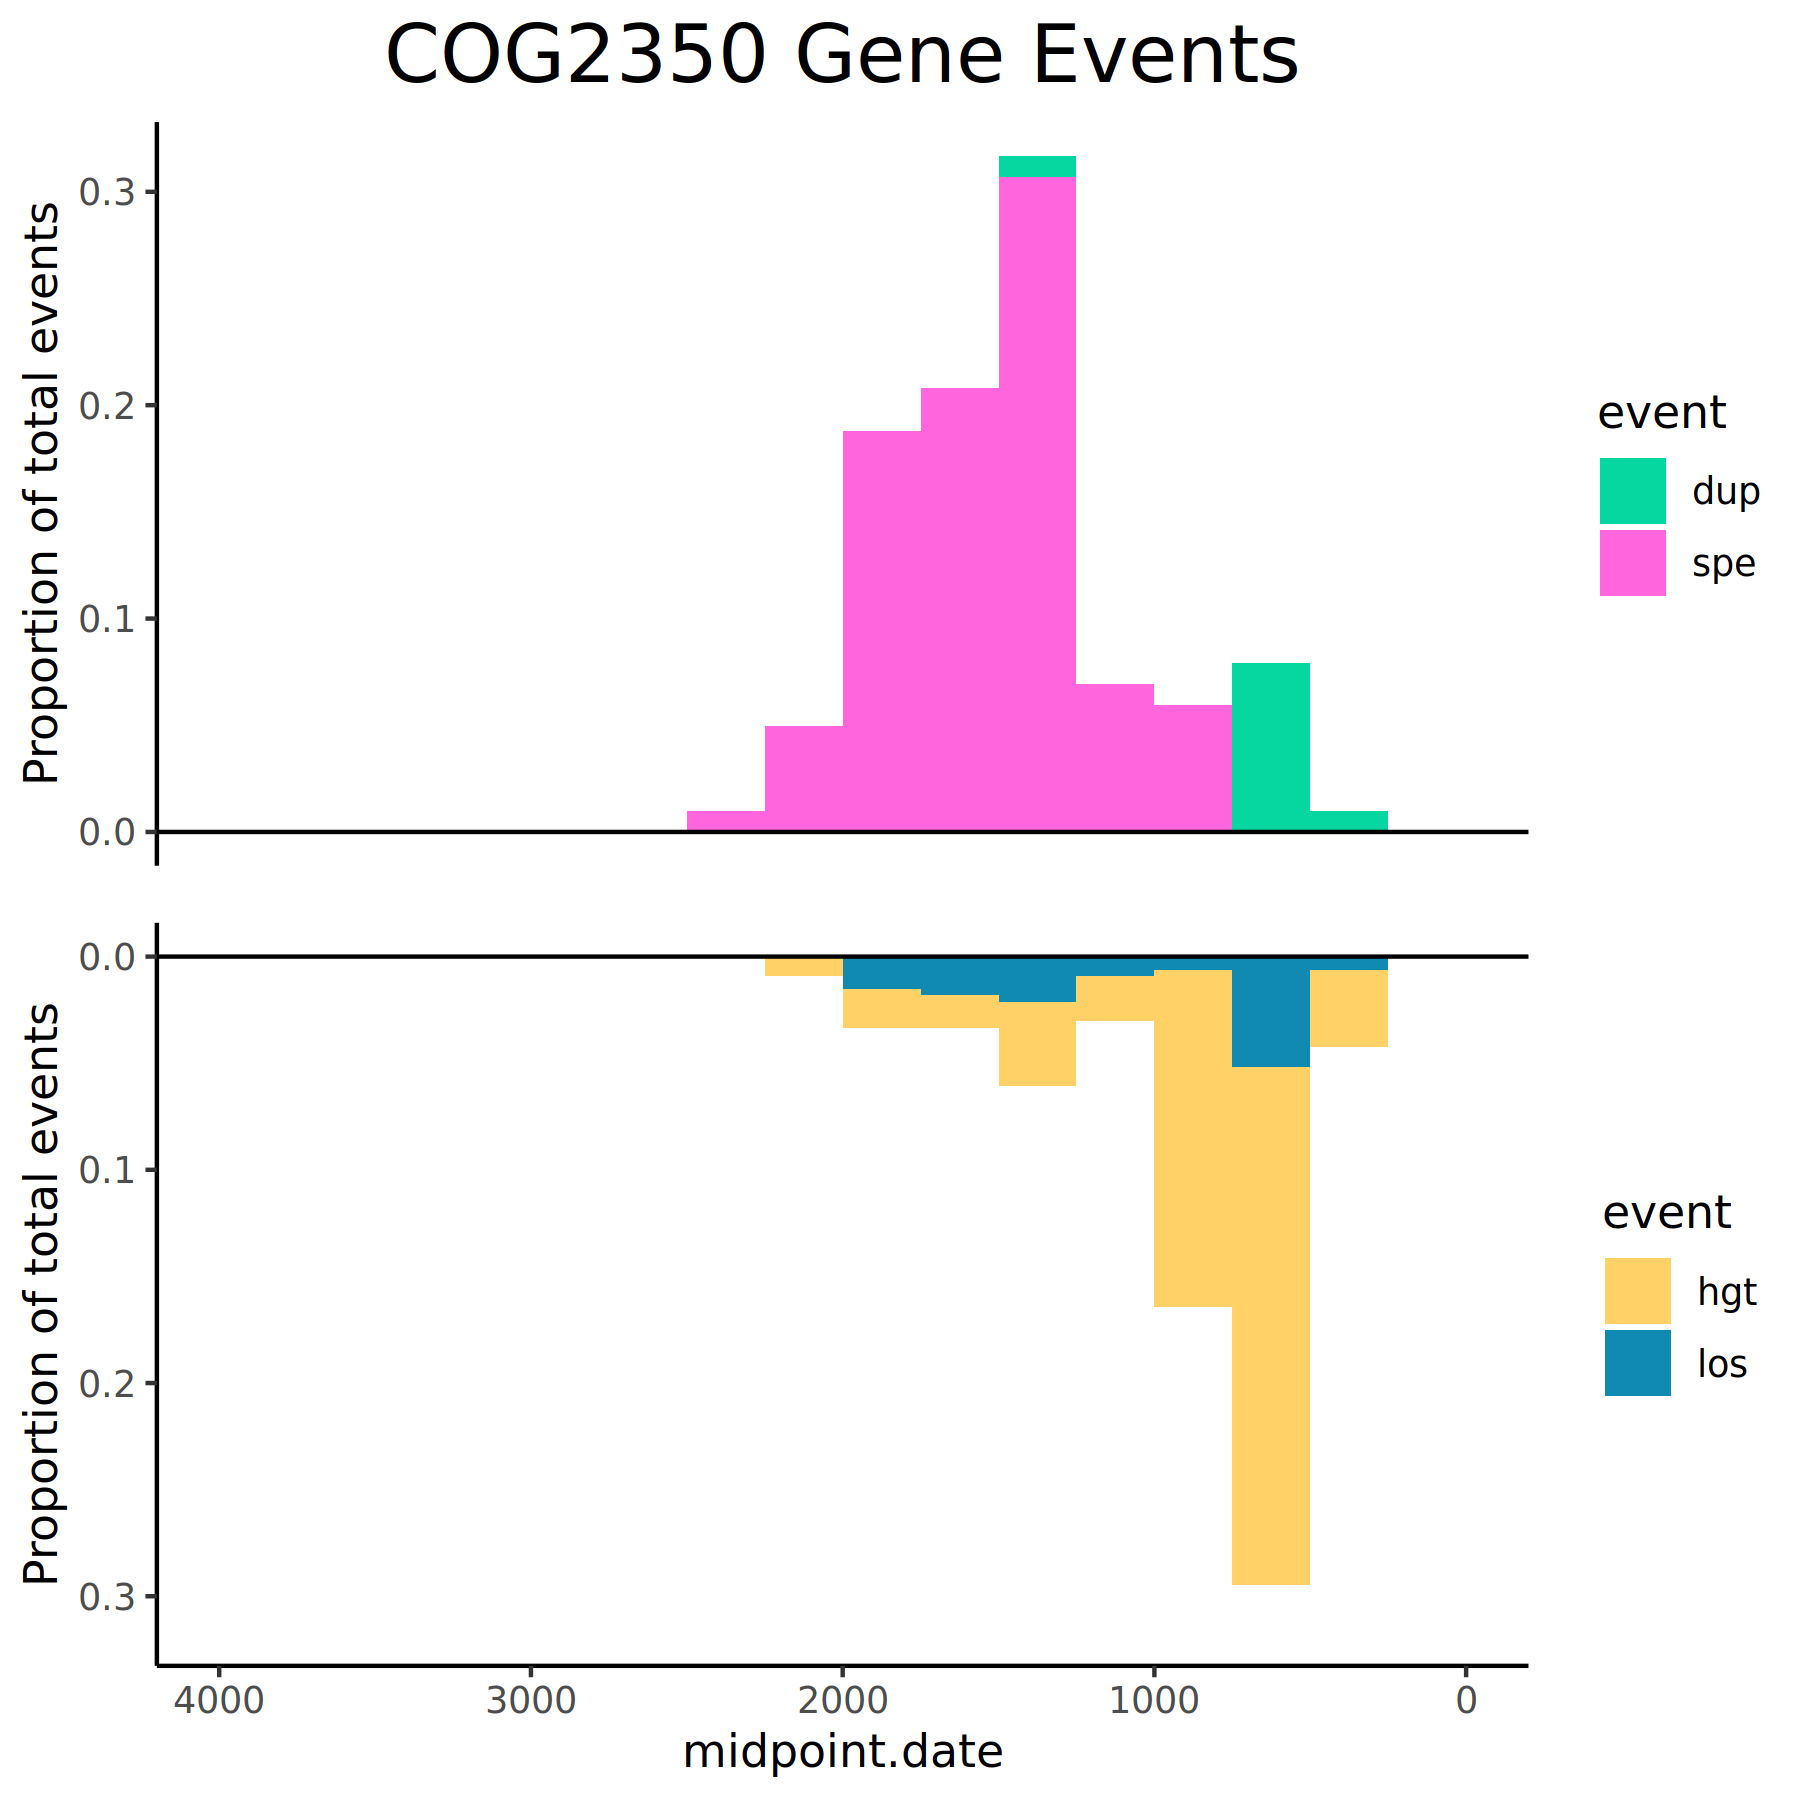 COG2350 Gene Events
Proportion of total events
0.3
0.2
0.1
0.0
event
dup
spe
Proportion of total events
0.0
0.1
0.2
0.3
event
hgt
los
4000 3000 2000 1000 0
midpoint.date